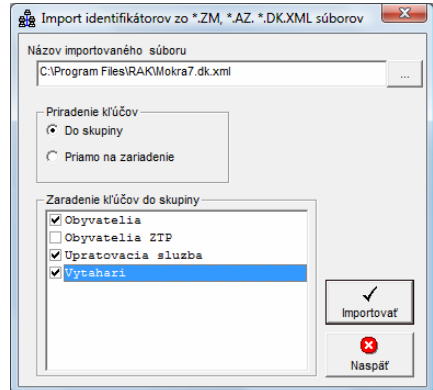 Import identifikátorov zo *.ZM, *.AZ. *.DK.XML súborov
Názov importovaného súboru
C:\Program Files\RAK\Mokra7.dk.xml
...
Priradenie kľúčov
Do skupiny
Priamo na zariadenie
Zaradenie kľúčov do skupiny
Obyvatelia
Obyvatelia ZTP
Upratovacia sluzba
Vytahari
Importovať
Naspäť